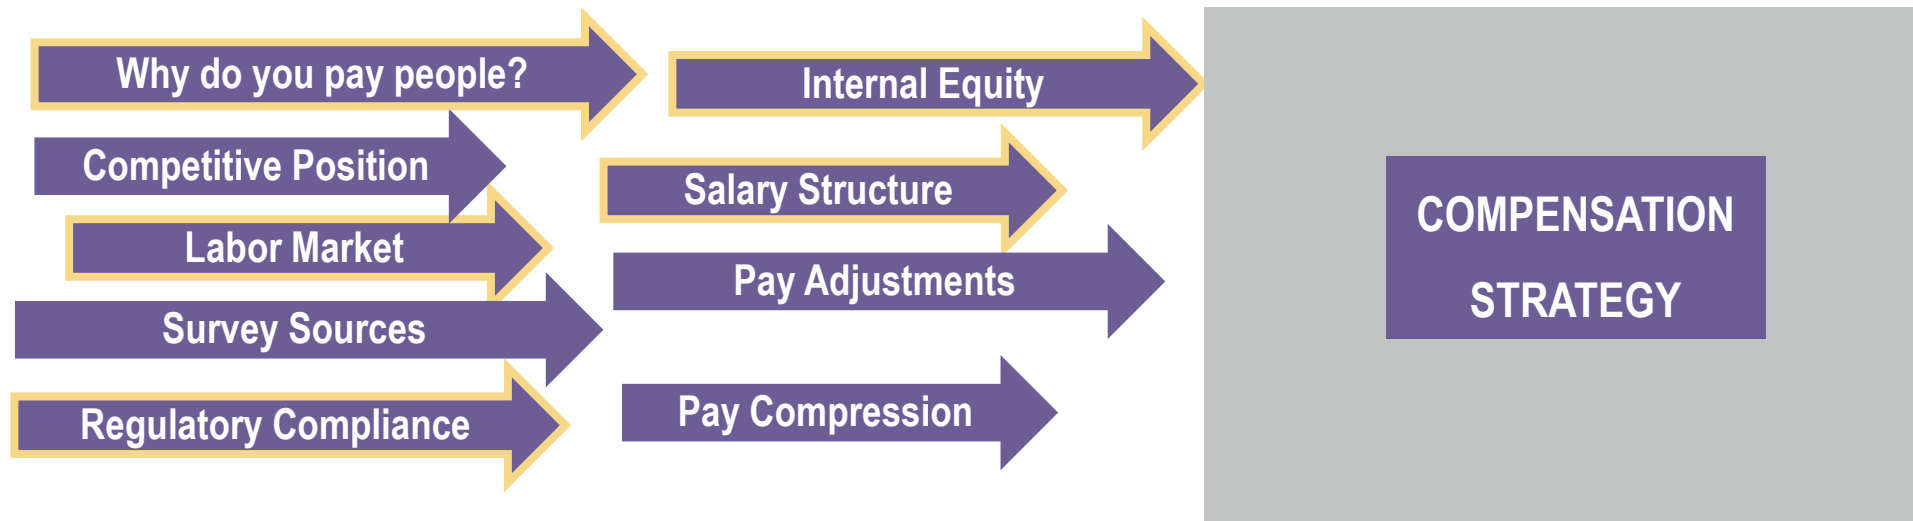 Why do you pay people?
Competitive Position
Labor Market
Survey Sources
Regulatory Compliance
Internal Equity
Salary Structure
Pay Adjustments
Pay Compression
COMPENSATION
STRATEGY